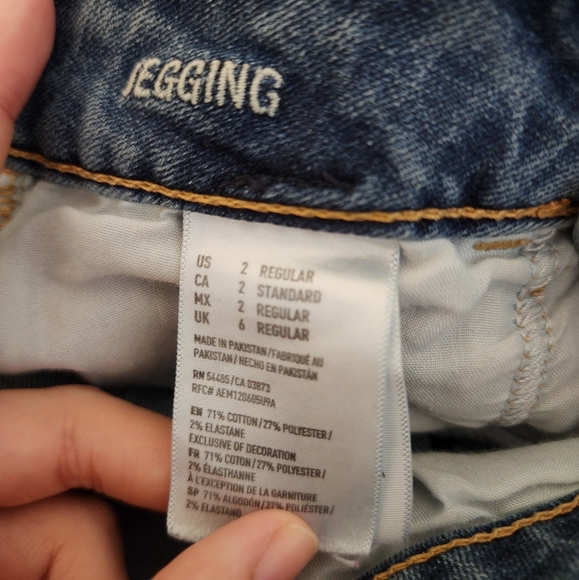 JEGGING
US 2 REGULAR
CA 2 STANDARD
MX 2 REGULAR
UK 6 REGULAR
MADE IN PAKISTAN/FABRIQUÉ AU
PAKISTAN/HECHO EN PAKISTÁN
RN 54485/CA 03873
RFC# AEM120605U9A
EN 71% COTTON/27% POLYESTER/
2% ELASTANE
EXCLUSIVE OF DECORATION
FR 71% COTON/27% POLYESTER/
2% ÉLASTHANNE
À L'EXCEPTION DE LA GARNITURE
SP 71% ALGODÓN/27% POLIÉSTER/
2% ELASTANO